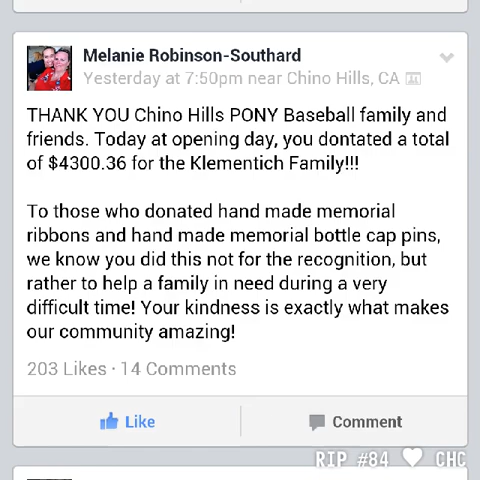 Melanie Robinson-Southard
Yesterday at 7:50pm near Chino Hills, CA
THANK YOU Chino Hills PONY Baseball family and
friends. Today at opening day, you dontated a total
of $4300.36 for the Klementich Family!!!
To those who donated hand made memorial
ribbons and hand made memorial bottle cap pins,
we know you did this not for the recognition, but
rather to help a family in need during a very
difficult time! Your kindness is exactly what makes
our community amazing!
203 Likes · 14 Comments
Like
Comment
RIP #84 ♥ CHC